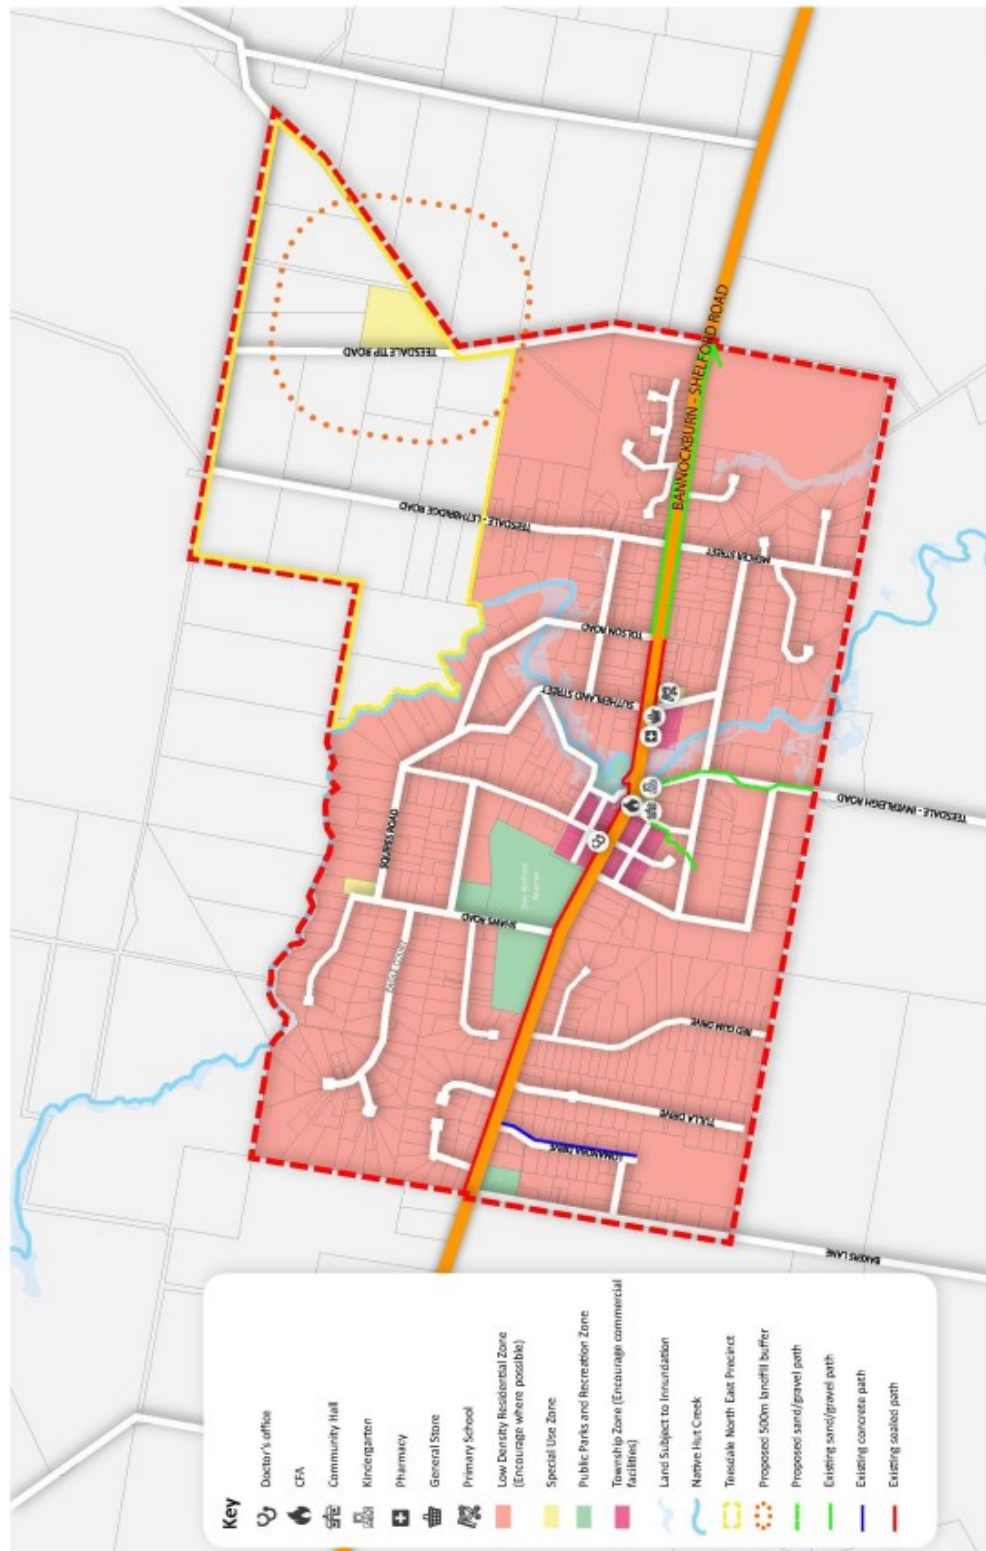 Key
Doctor's office
CFA
Community Hall
Kindergarten
Pharmacy
General Store
Primary School
Low Density Residential Zone
(Encourage where possible)
Special Use Zone
Public Parks and Recreation Zone
Township Zone (Encourage commercial
facilities)
Land Subject to Innundation
Native Hut Creek
Teesdale North East Precinct
Proposed 500m landfill buffer
Proposed sand/gravel path
Existing sand/gravel path
Existing concrete path
Existing sealed path
BAKERS LANE
LOMANDRA DRIVE
TULLA DRIVE
RED GUM DRIVE
SHAWS ROAD
SQUIRES ROAD
TEESDALE - INVERLEIGH ROAD
SUTHERLAND STREET
TOLSON ROAD
MERCER STREET
TEESDALE - LETHBRIDGE ROAD
TEESDALE TIP ROAD
BANNOCKBURN - SHELFORD ROAD